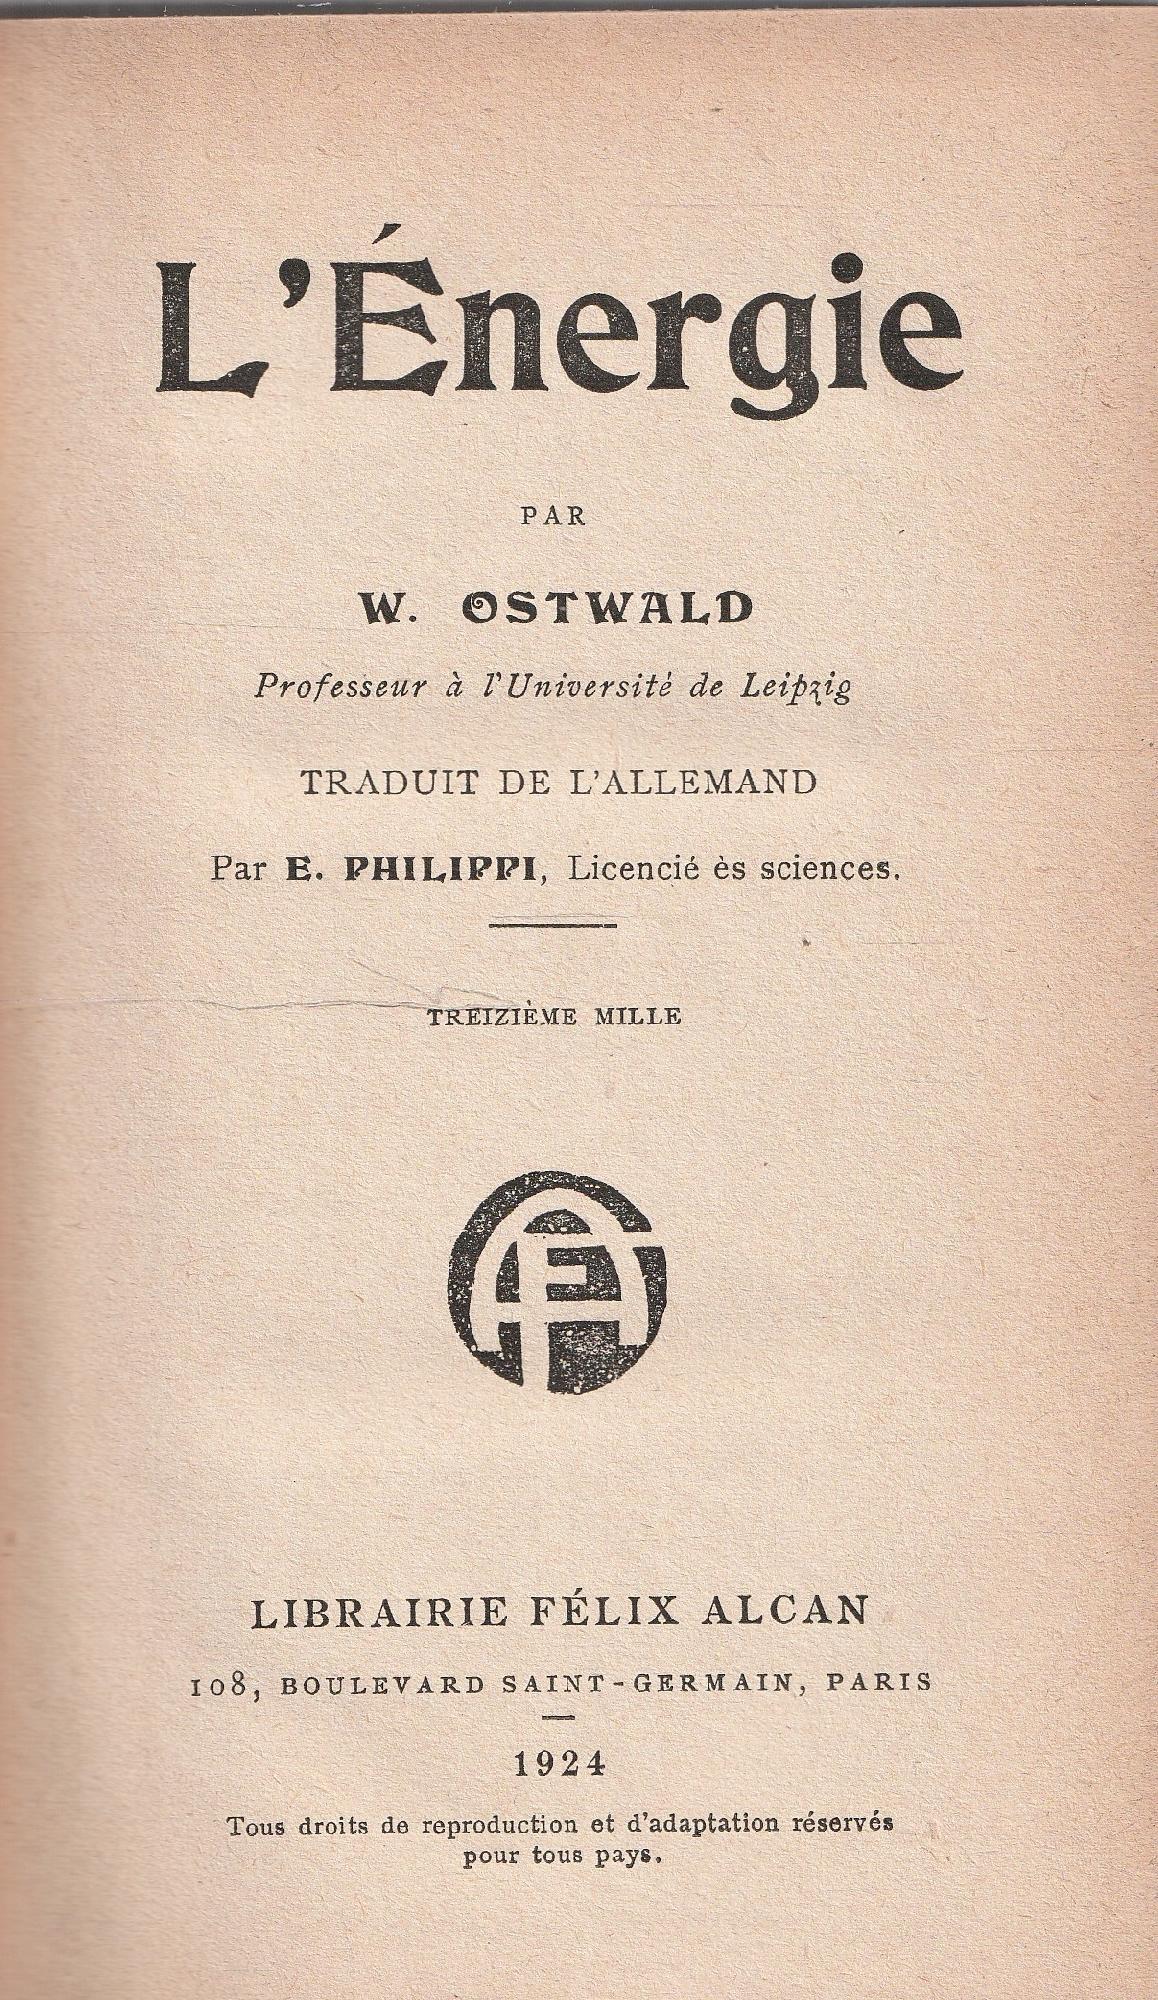 L'Énergie
PAR
W. OSTWALD
Professeur à l'Université de Leipzig
TRADUIT DE L'ALLEMAND
Par E. PHILIPPI, Licencié ès sciences.
TREIZIÈME MILLE
FA
LIBRAIRIE FÉLIX ALCAN
108, BOULEVARD SAINT-GERMAIN, PARIS
1924
Tous droits de reproduction et d'adaptation réservés
pour tous pays.